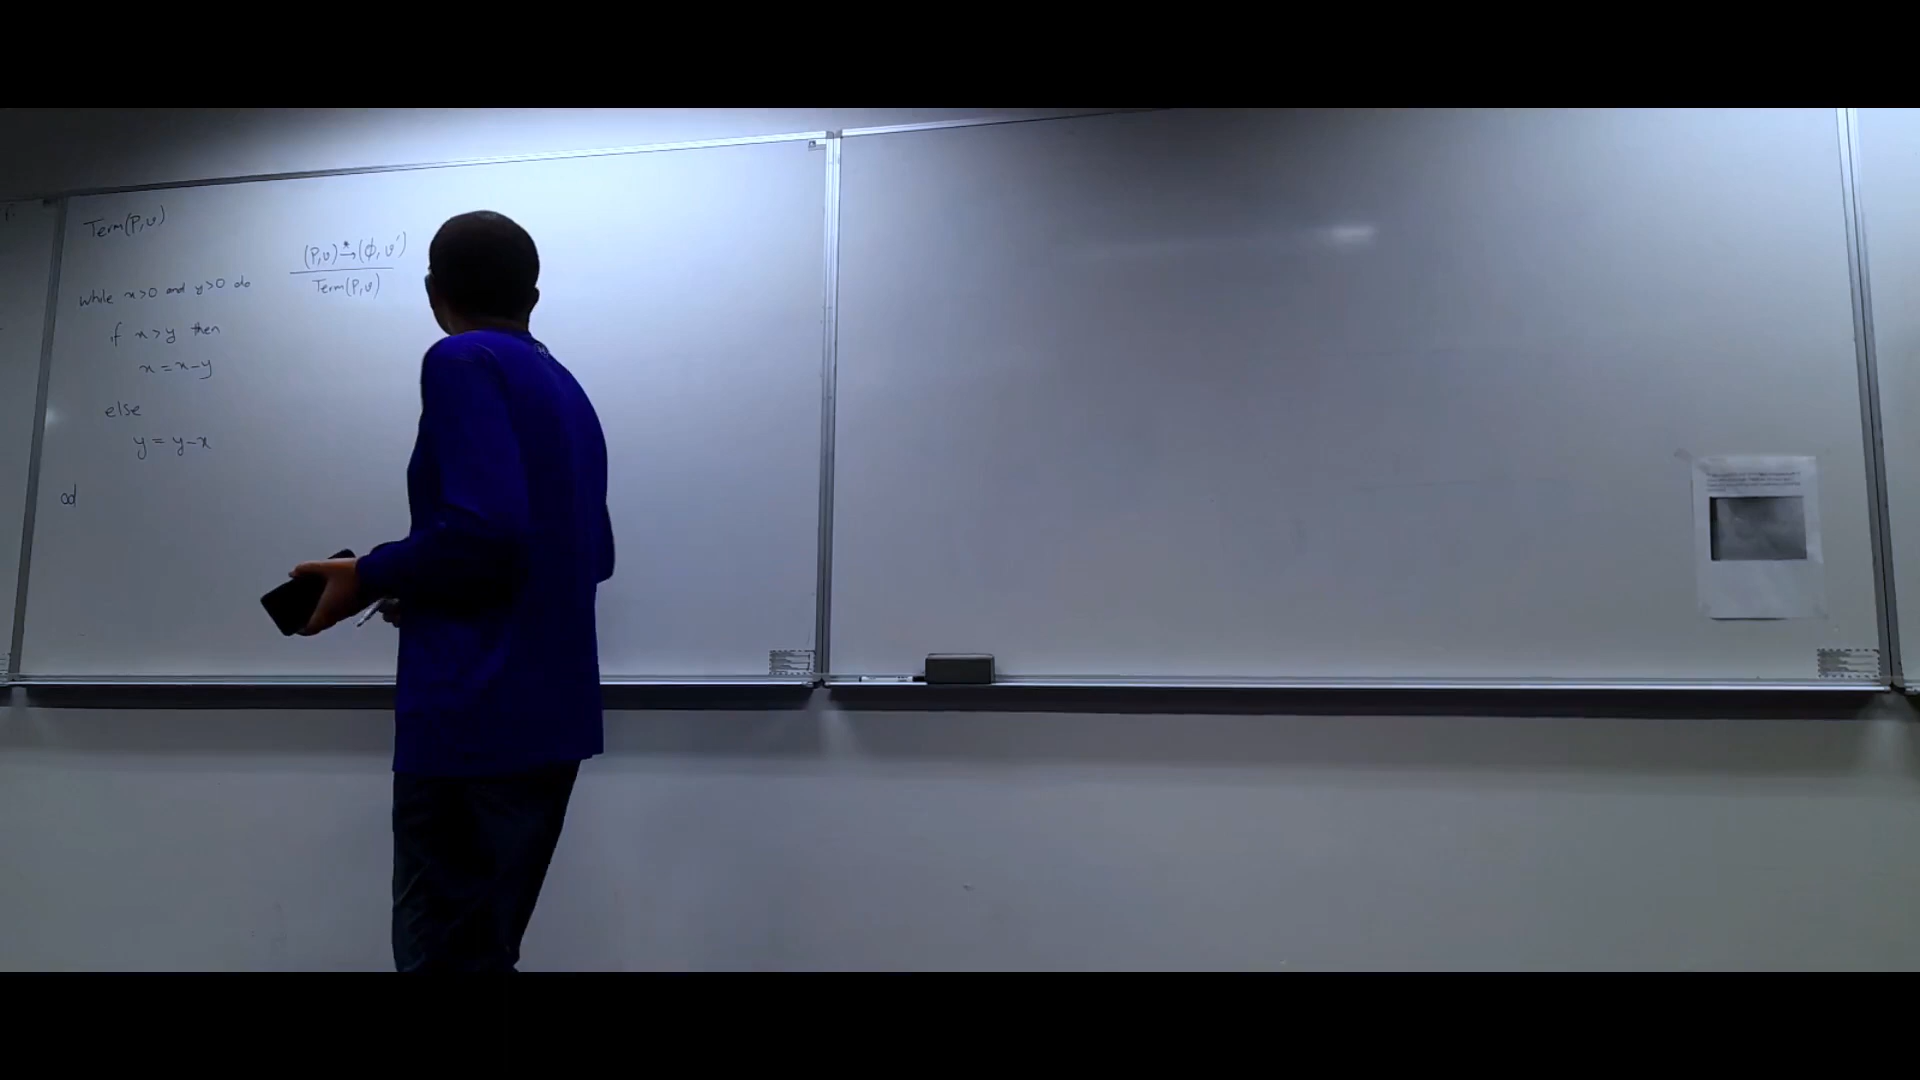 Term(P,v)
(P,v) →* (φ, v')
Term(P,v)
while x>0 and y>0 do
if x>y then
x = x-y
else
y = y-x
od